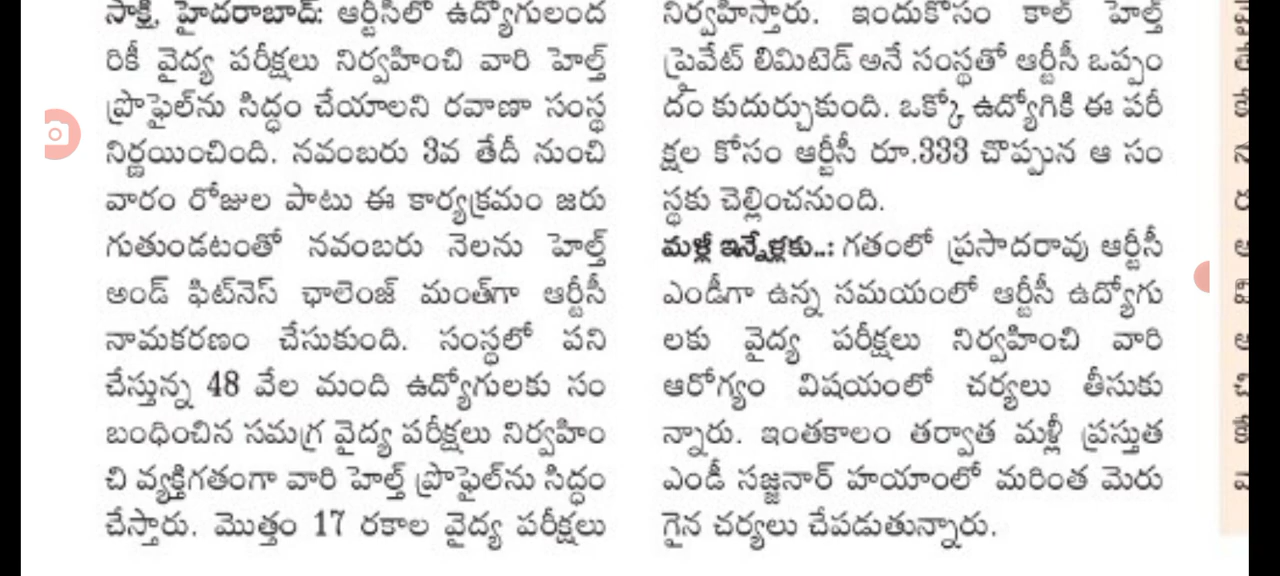 సాక్షి, హైదరాబాద్: ఆర్టీసీలో ఉద్యోగులంద
రికీ వైద్య పరీక్షలు నిర్వహించి వారి హెల్త్
ప్రొఫైల్‌ను సిద్ధం చేయాలని రవాణా సంస్థ
నిర్ణయించింది. నవంబరు 3వ తేదీ నుంచి
వారం రోజుల పాటు ఈ కార్యక్రమం జరు
గుతుండటంతో నవంబరు నెలను హెల్త్
అండ్ ఫిట్‌నెస్ ఛాలెంజ్ మంత్‌గా ఆర్టీసీ
నామకరణం చేసుకుంది. సంస్థలో పని
చేస్తున్న 48 వేల మంది ఉద్యోగులకు సం
బంధించిన సమగ్ర వైద్య పరీక్షలు నిర్వహిం
చి వ్యక్తిగతంగా వారి హెల్త్ ప్రొఫైల్‌ను సిద్ధం
చేస్తారు. మొత్తం 17 రకాల వైద్య పరీక్షలు
నిర్వహిస్తారు. ఇందుకోసం కాల్ హెల్త్
ప్రైవేట్ లిమిటెడ్ అనే సంస్థతో ఆర్టీసీ ఒప్పం
దం కుదుర్చుకుంది. ఒక్కో ఉద్యోగికి ఈ పరీ
క్షల కోసం ఆర్టీసీ రూ.333 చొప్పున ఆ సం
స్థకు చెల్లించనుంది.
మళ్లీ ఇన్నేళ్లకు..: గతంలో ప్రసాదరావు ఆర్టీసీ
ఎండీగా ఉన్న సమయంలో ఆర్టీసీ ఉద్యోగు
లకు వైద్య పరీక్షలు నిర్వహించి వారి
ఆరోగ్యం విషయంలో చర్యలు తీసుకు
న్నారు. ఇంతకాలం తర్వాత మళ్లీ ప్రస్తుత
ఎండీ సజ్జనార్ హయాంలో మరింత మెరు
గైన చర్యలు చేపడుతున్నారు.